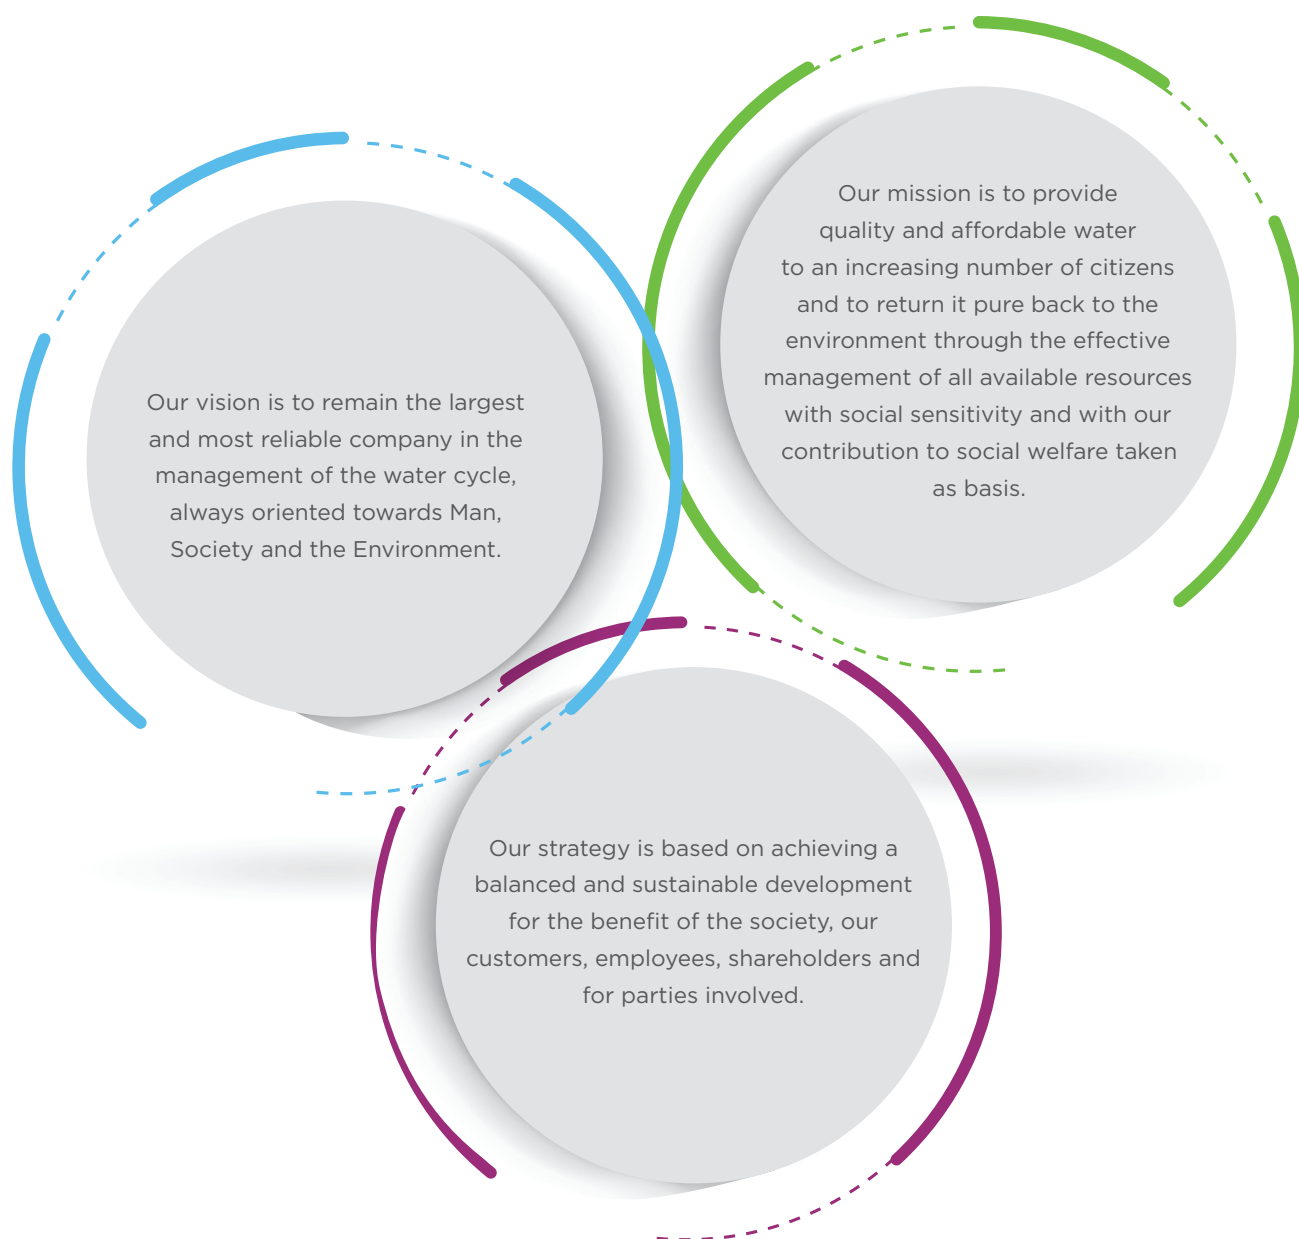 Our vision is to remain the largest
and most reliable company in the
management of the water cycle,
always oriented towards Man,
Society and the Environment.
Our mission is to provide
quality and affordable water
to an increasing number of citizens
and to return it pure back to the
environment through the effective
management of all available resources
with social sensitivity and with our
contribution to social welfare taken
as basis.
Our strategy is based on achieving a
balanced and sustainable development
for the benefit of the society, our
customers, employees, shareholders and
for parties involved.